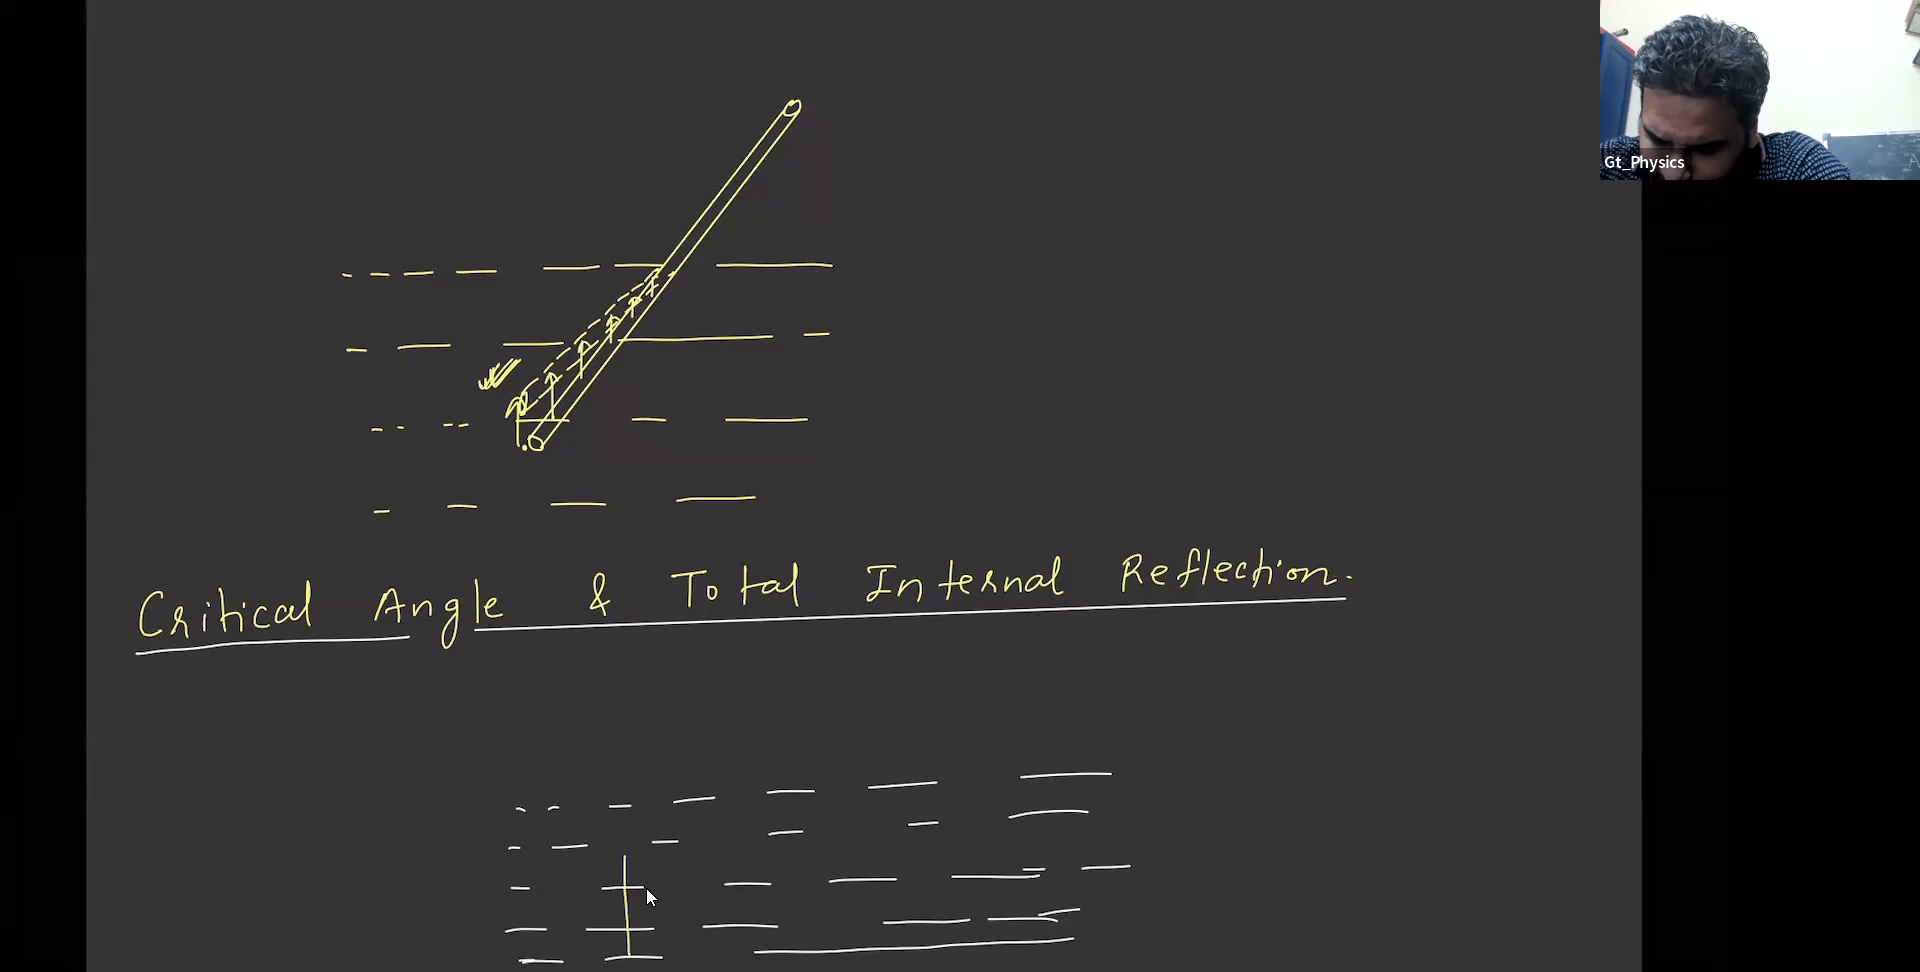 Gt_Physics
Critical Angle & Total Internal Reflection.